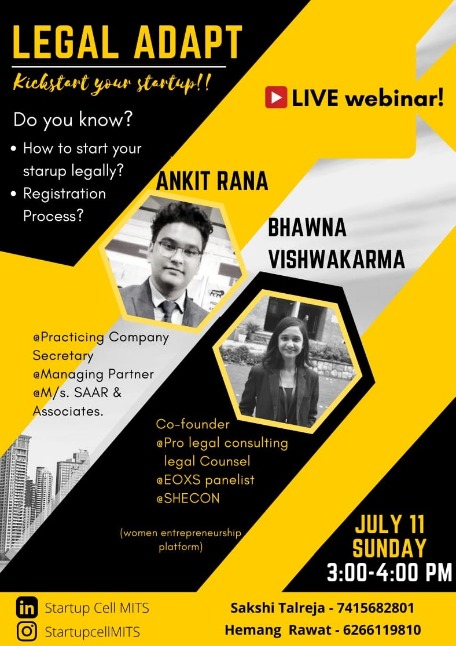 LEGAL ADAPT
Kickstart your startup!!
LIVE webinar!
Do you know?
• How to start your
starup legally?
• Registration
Process?
ANKIT RANA
BHAWNA
VISHWAKARMA
@Practicing Company
Secretary
@Managing Partner
@M/s. SAAR &
Associates.
Co-founder
@Pro legal consulting
legal Counsel
@EOXS panelist
@SHECON
(women entrepreneurship
platform)
JULY 11
SUNDAY
3:00-4:00 PM
in Startup Cell MITS
StartupcellMITS
Sakshi Talreja - 7415682801
Hemang Rawat - 6266119810